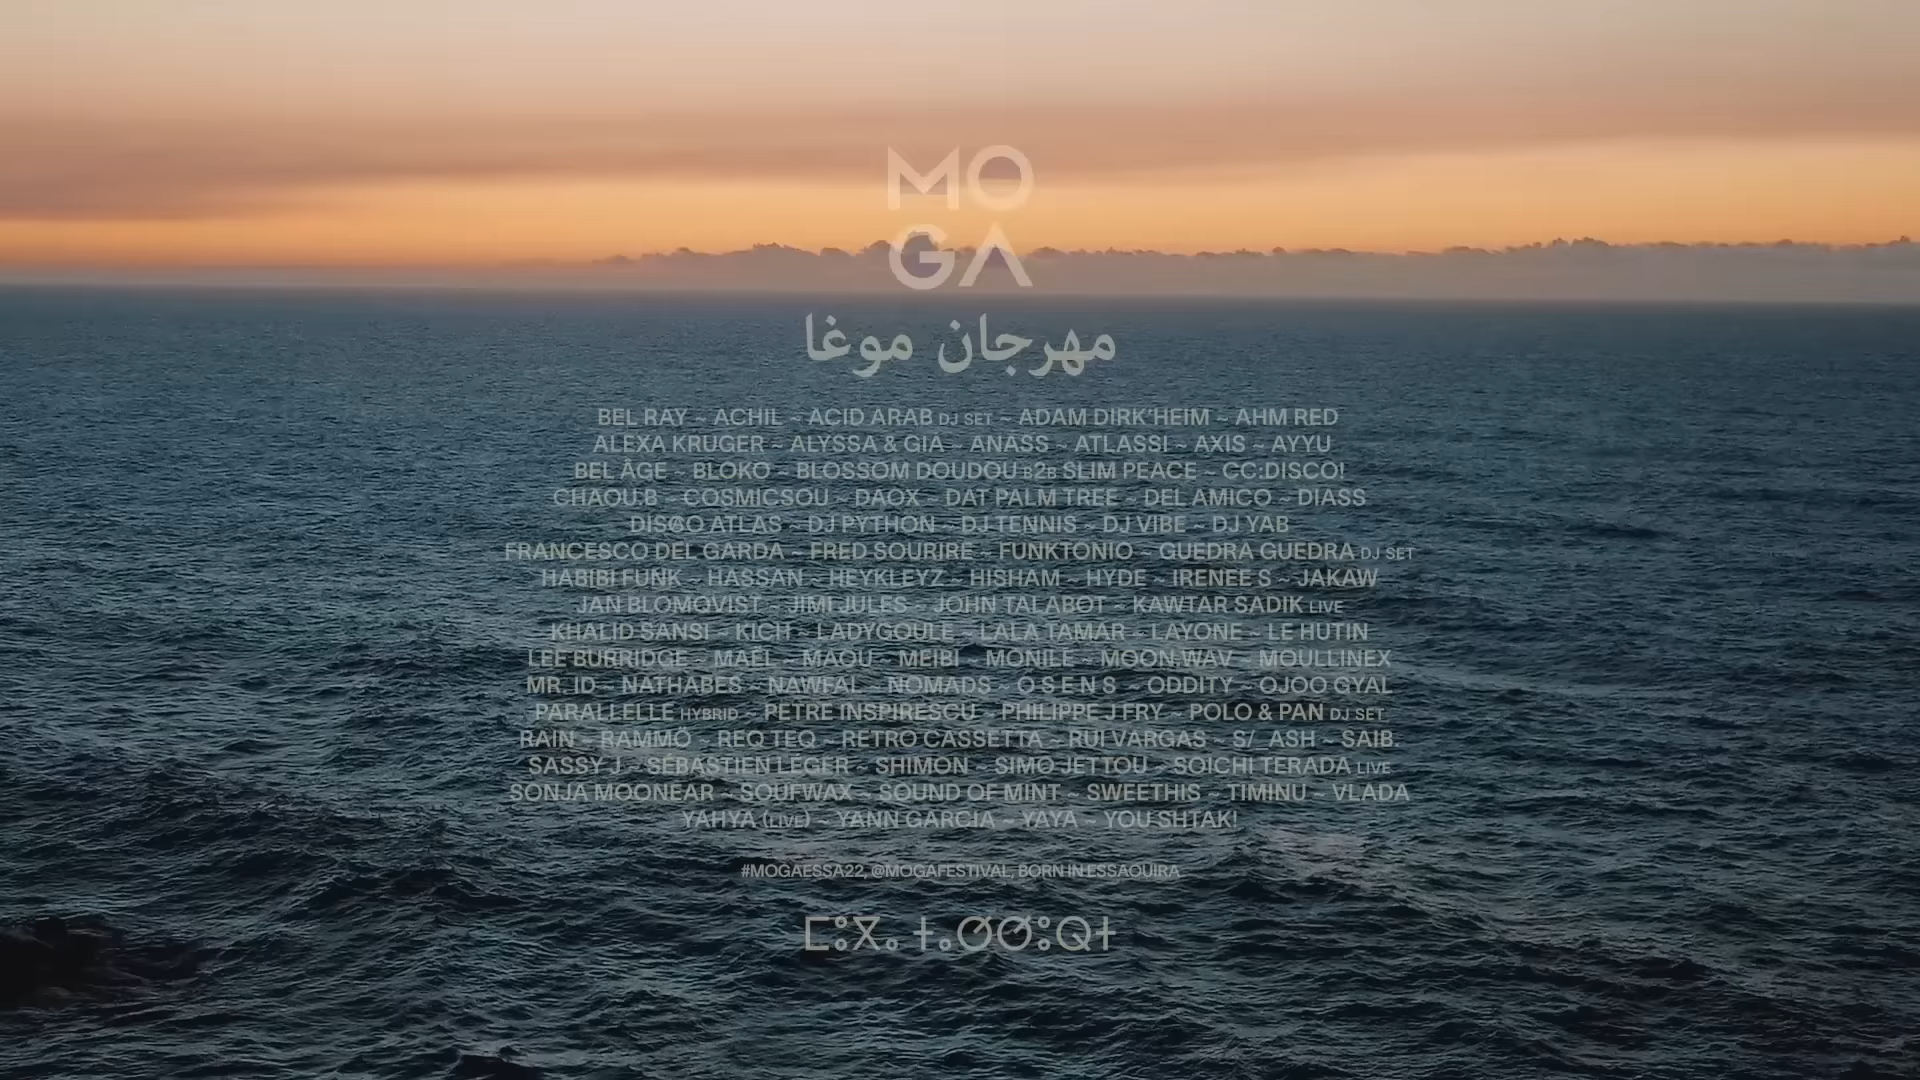 MO
GA
مهرجان موغا
BEL RAY ~ ACHIL ~ ACID ARAB DJ SET ~ ADAM DIRK'HEIM ~ AHM RED
ALEXA KRUGER ~ ALYSSA & GIA ~ ANASS ~ ATLASSI ~ AXIS ~ AYYU
BEL ÂGE ~ BLOKO ~ BLOSSOM DOUDOU B2B SLIM PEACE ~ CC:DISCO!
CHAOU.B ~ COSMICSOU ~ DAOX ~ DAT PALM TREE ~ DEL AMICO ~ DIASS
DISCO ATLAS ~ DJ PYTHON ~ DJ TENNIS ~ DJ VIBE ~ DJ YAB
FRANCESCO DEL GARDA ~ FRED SOURIRE ~ FUNKTONIO ~ GUEDRA GUEDRA DJ SET
HABIBI FUNK ~ HASSAN ~ HEYKLEYZ ~ HISHAM ~ HYDE ~ IRENEE S ~ JAKAW
JAN BLOMQVIST ~ JIMI JULES ~ JOHN TALABOT ~ KAWTAR SADIK LIVE
KHALID SANSI ~ KICH ~ LADYGOULE ~ LALA TAMAR ~ LAYONE ~ LE HUTIN
LEE BURRIDGE ~ MAËL ~ MAOU ~ MEIBI ~ MONILE ~ MOON.WAV ~ MOULLINEX
MR. ID ~ NATHABES ~ NAWFAL ~ NOMADS ~ O S E N S ~ ODDITY ~ OJOO GYAL
PARALLELLE HYBRID ~ PETRE INSPIRESCU ~ PHILIPPE J FRY ~ POLO & PAN DJ SET
RAIN ~ RAMMÖ ~ REQ TEQ ~ RETRO CASSETTA ~ RUI VARGAS ~ S/_ASH ~ SAIB.
SASSY J ~ SÉBASTIEN LÉGER ~ SHIMON ~ SIMO JETTOU ~ SOICHI TERADA LIVE
SONJA MOONEAR ~ SOUFWAX ~ SOUND OF MINT ~ SWEETHIS ~ TIMINU ~ VLADA
YAHYA (LIVE) ~ YANN GARCIA ~ YAYA ~ YOU SHTAK!
#MOGAESSA22, @MOGAFESTIVAL, BORN IN ESSAOUIRA
ⵎⵓⴳⴰ ⵜⴰⵚⵚⵓⵕⵜ